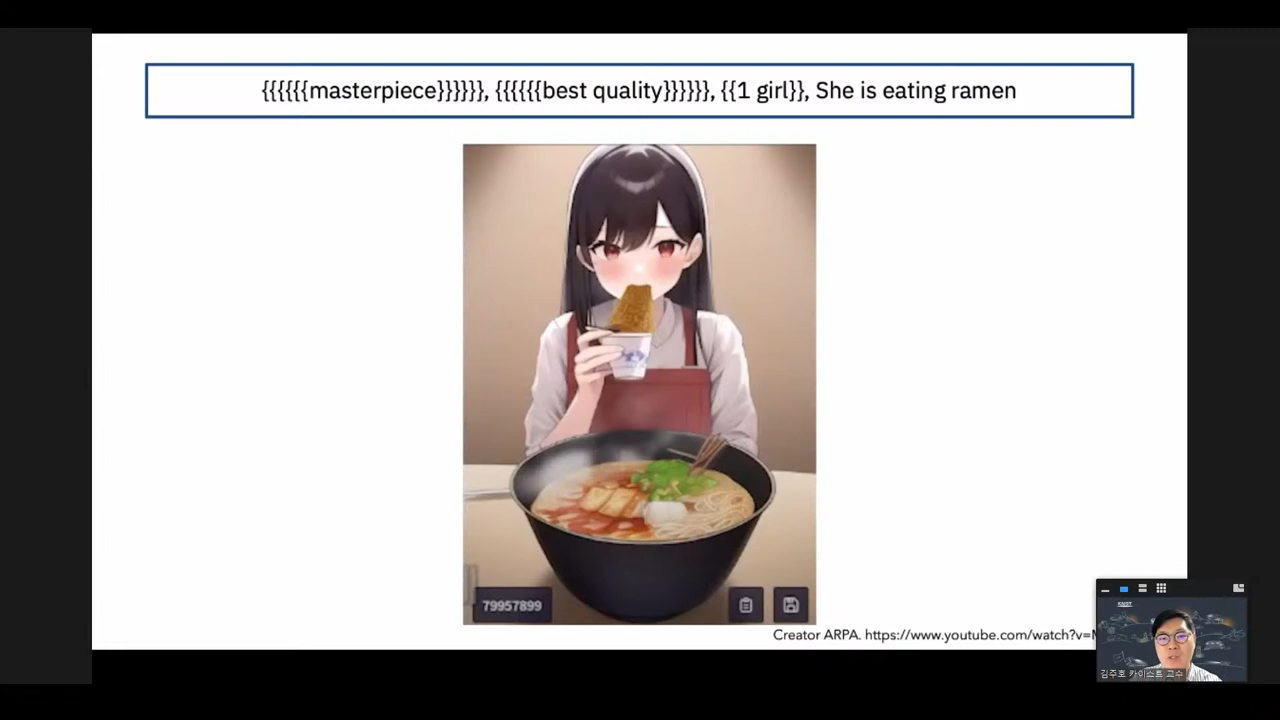 {{{{{{masterpiece}}}}}}, {{{{{{best quality}}}}}}, {{1 girl}}, She is eating ramen
79957899
Creator ARPA. https://www.youtube.com/watch?v=
KAIST
김주호 카이스트 교수